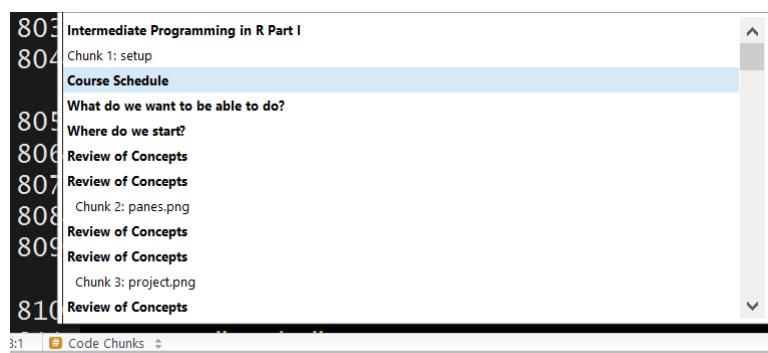 803
804
805
806
807
808
809
810
Intermediate Programming in R Part I
Chunk 1: setup
Course Schedule
What do we want to be able to do?
Where do we start?
Review of Concepts
Review of Concepts
Chunk 2: panes.png
Review of Concepts
Review of Concepts
Chunk 3: project.png
Review of Concepts
3:1 # Code Chunks